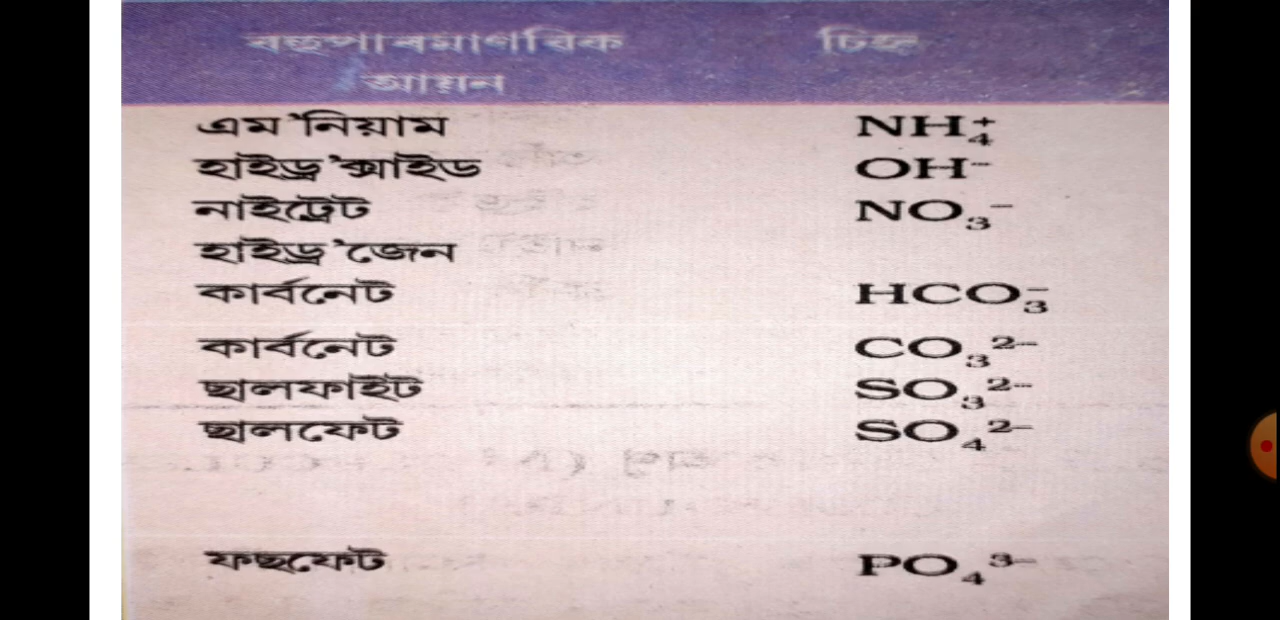 বহুপাৰমাণৱিক চিহ্ন
আয়ন
এম'নিয়াম NH₄⁺
হাইড্ৰ'ক্সাইড OH⁻
নাইট্ৰেট NO₃⁻
হাইড্ৰ'জেন
কাৰ্বনেট HCO₃⁻
কাৰ্বনেট CO₃²⁻
ছালফাইট SO₃²⁻
ছালফেট SO₄²⁻
ফছফেট PO₄³⁻